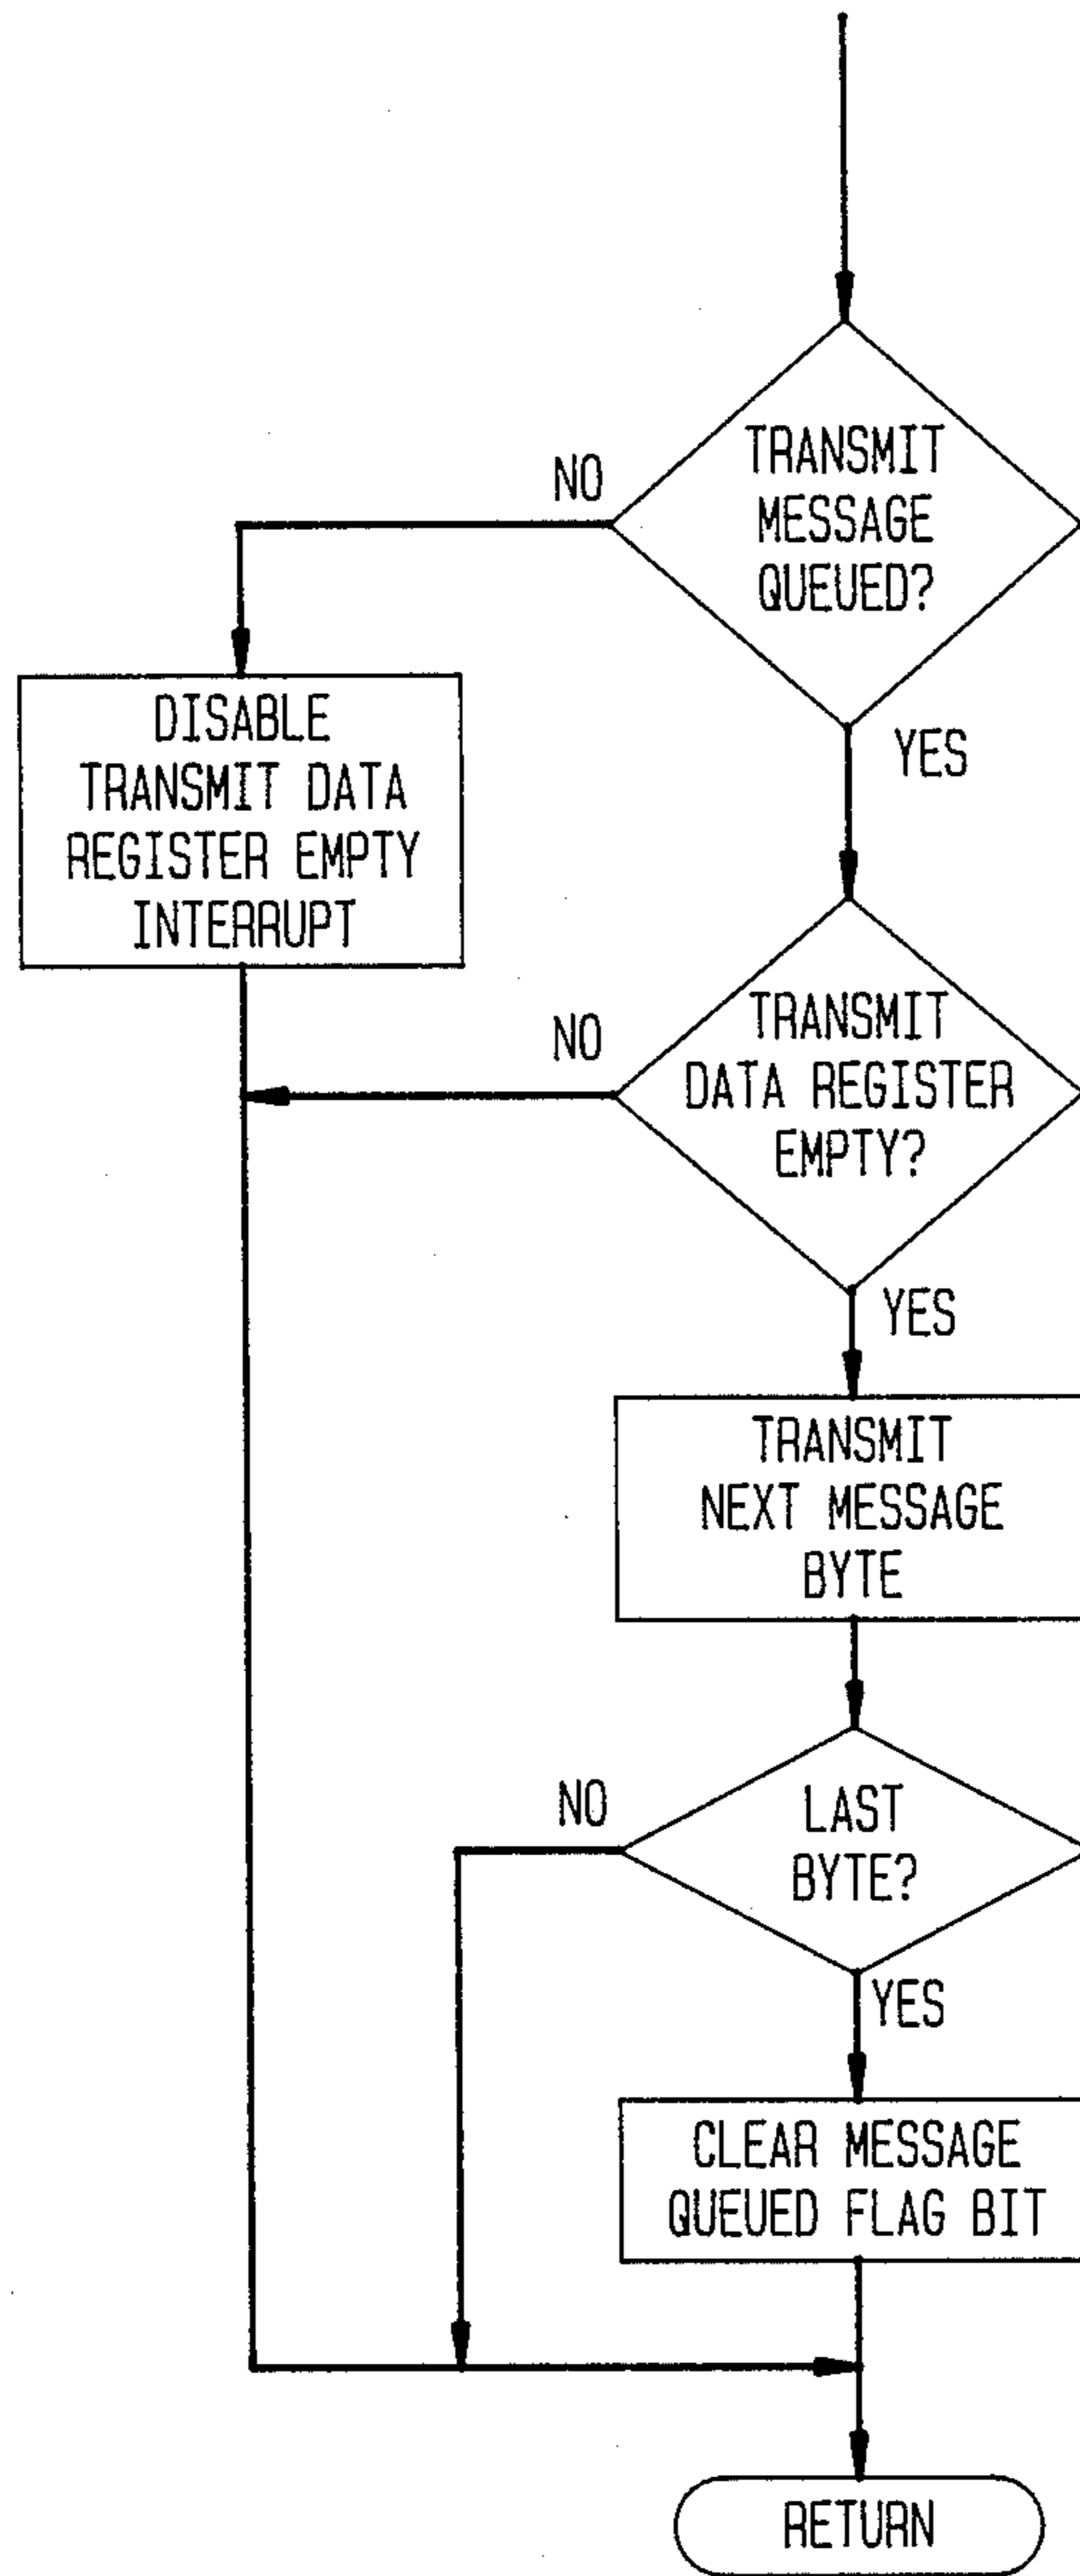 TRANSMIT
MESSAGE
QUEUED?
NO
YES
DISABLE
TRANSMIT DATA
REGISTER EMPTY
INTERRUPT
TRANSMIT
DATA REGISTER
EMPTY?
NO
YES
TRANSMIT
NEXT MESSAGE
BYTE
LAST
BYTE?
NO
YES
CLEAR MESSAGE
QUEUED FLAG BIT
RETURN